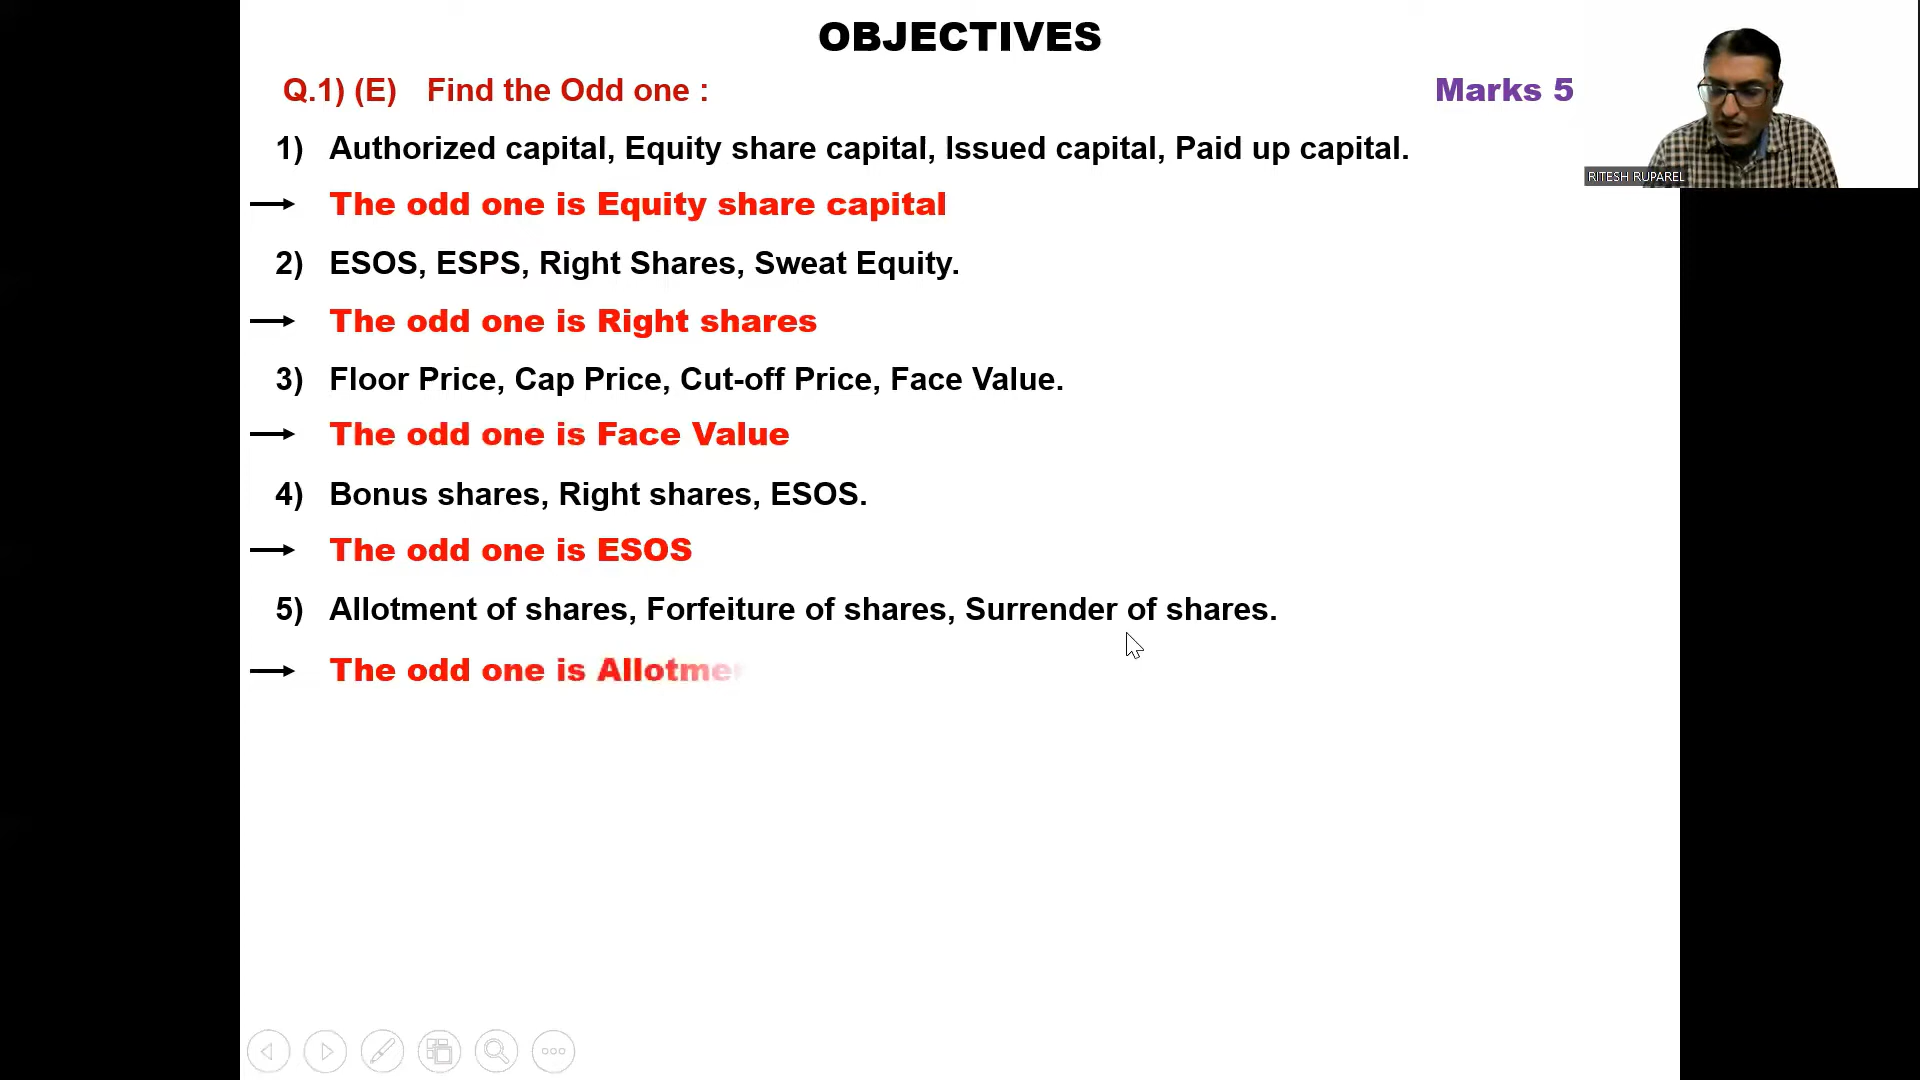 OBJECTIVES
Q.1) (E) Find the Odd one :
Marks 5
1) Authorized capital, Equity share capital, Issued capital, Paid up capital.
The odd one is Equity share capital
2) ESOS, ESPS, Right Shares, Sweat Equity.
The odd one is Right shares
3) Floor Price, Cap Price, Cut-off Price, Face Value.
The odd one is Face Value
4) Bonus shares, Right shares, ESOS.
The odd one is ESOS
5) Allotment of shares, Forfeiture of shares, Surrender of shares.
The odd one is Allotme
RITESH RUPAREL